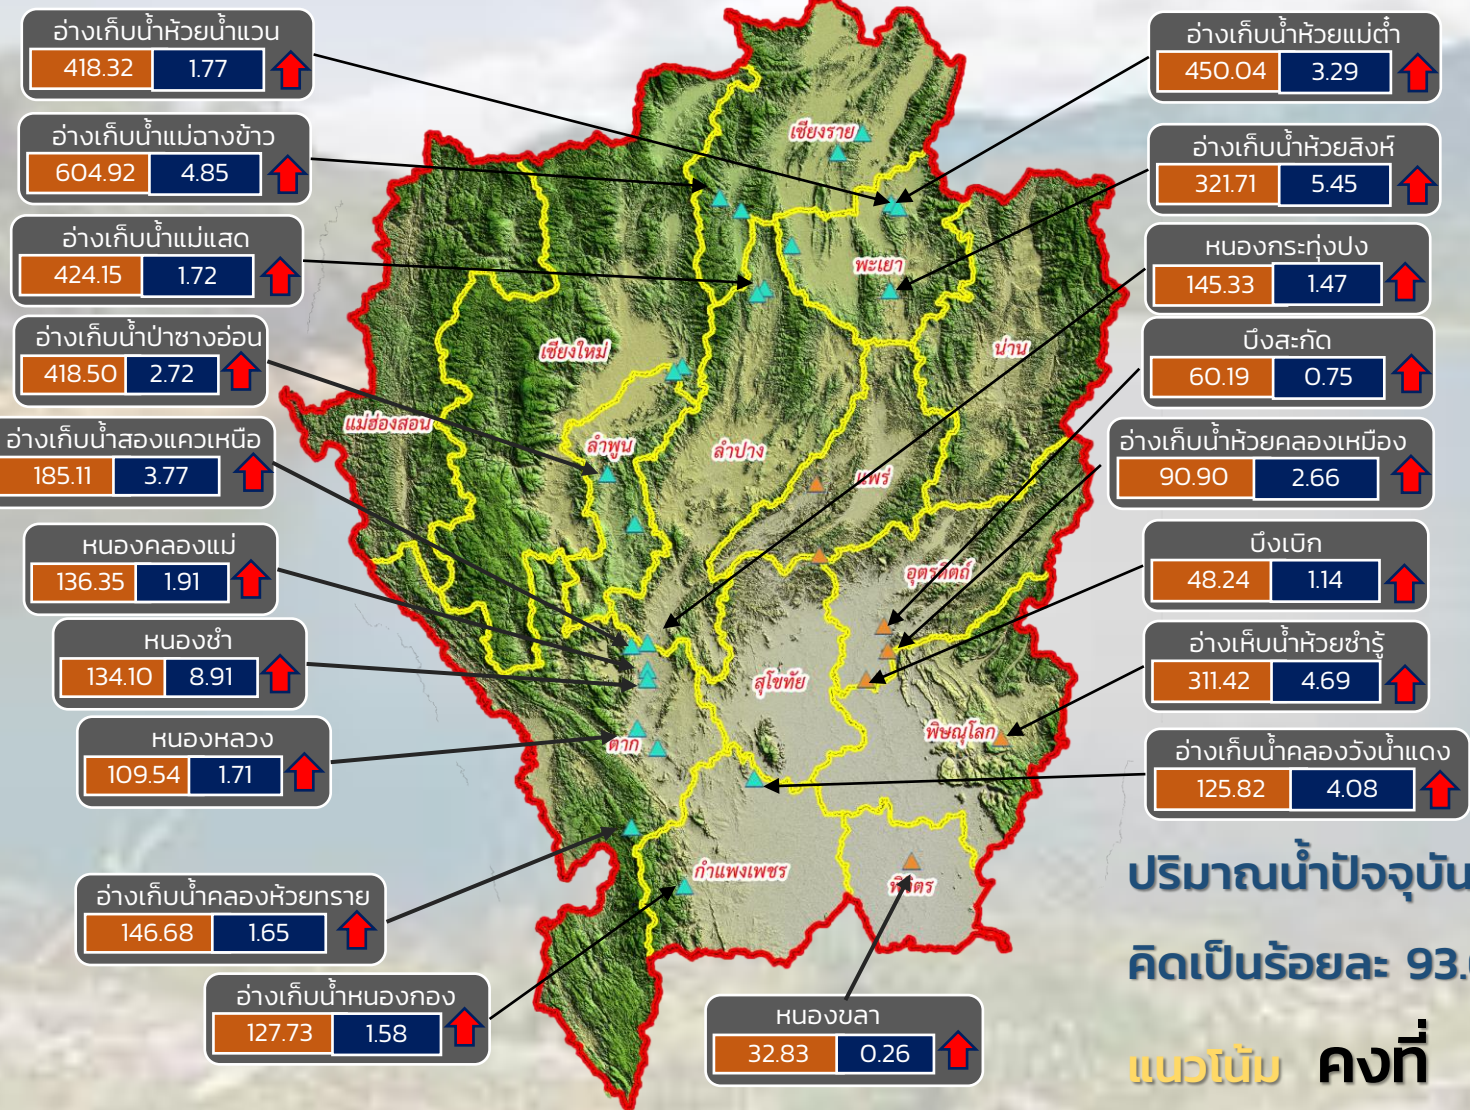 อ่างเก็บน้ำห้วยน้ำแวน
418.32 1.77
อ่างเก็บน้ำแม่ฉางข้าว
604.92 4.85
อ่างเก็บน้ำแม่แสด
424.15 1.72
อ่างเก็บน้ำป่าซางอ่อน
418.50 2.72
อ่างเก็บน้ำสองแควเหนือ
185.11 3.77
หนองคลองแม่
136.35 1.91
หนองชำ
134.10 8.91
หนองหลวง
109.54 1.71
อ่างเก็บน้ำคลองห้วยทราย
146.68 1.65
อ่างเก็บน้ำหนองกอง
127.73 1.58
หนองขลา
32.83 0.26
อ่างเก็บน้ำห้วยแม่ต๋ำ
450.04 3.29
อ่างเก็บน้ำห้วยสิงห์
321.71 5.45
หนองกระทุ่งปง
145.33 1.47
บึงสะกัด
60.19 0.75
อ่างเก็บน้ำห้วยคลองเหมือง
90.90 2.66
บึงเบิก
48.24 1.14
อ่างเห็บน้ำห้วยซำรู้
311.42 4.69
อ่างเก็บน้ำคลองวังน้ำแดง
125.82 4.08
เชียงราย
พะเยา
น่าน
เชียงใหม่
แม่ฮ่องสอน
ลำพูน
ลำปาง
แพร่
อุตรดิตถ์
สุโขทัย
พิษณุโลก
ตาก
กำแพงเพชร
พิจิตร
ปริมาณน้ำปัจจุบัน
คิดเป็นร้อยละ 93.
แนวโน้ม คงที่